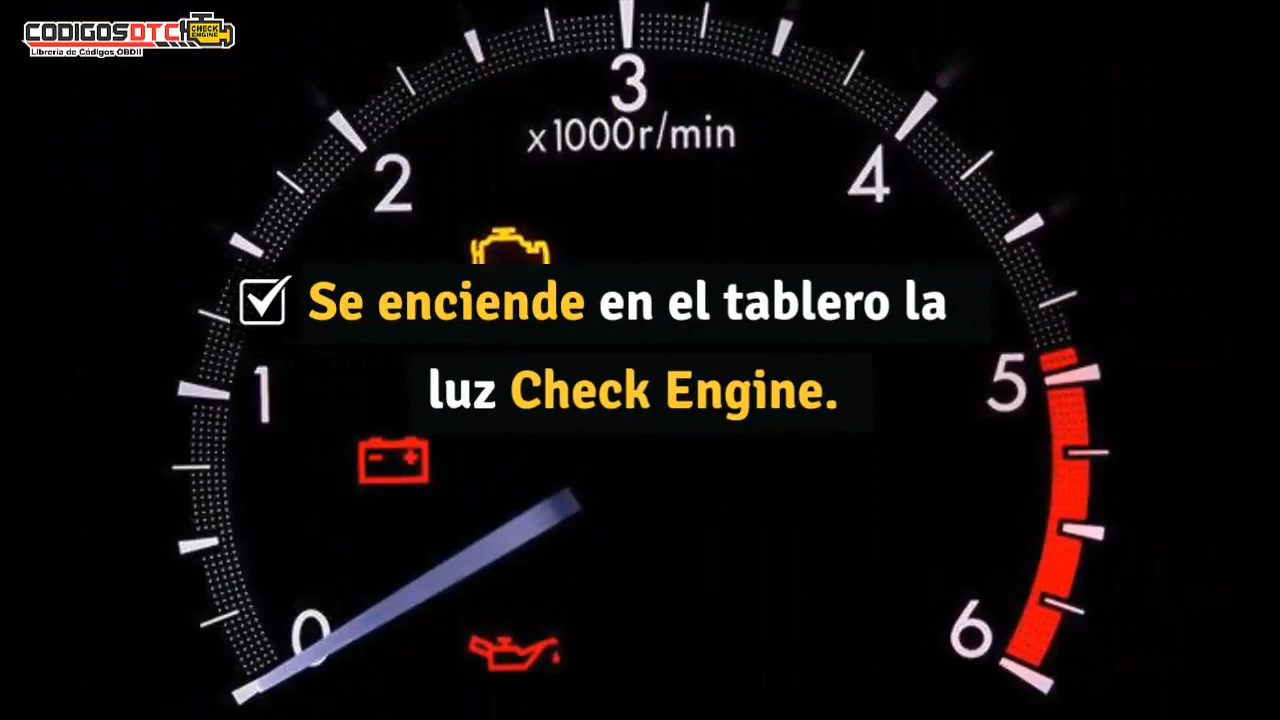 CODIGOSDTC
CHECK
ENGINE
Librería de Códigos OBDII
3
x1000r/min
2
4
Se enciende en el tablero la
luz Check Engine.
1
5
- +
0
6